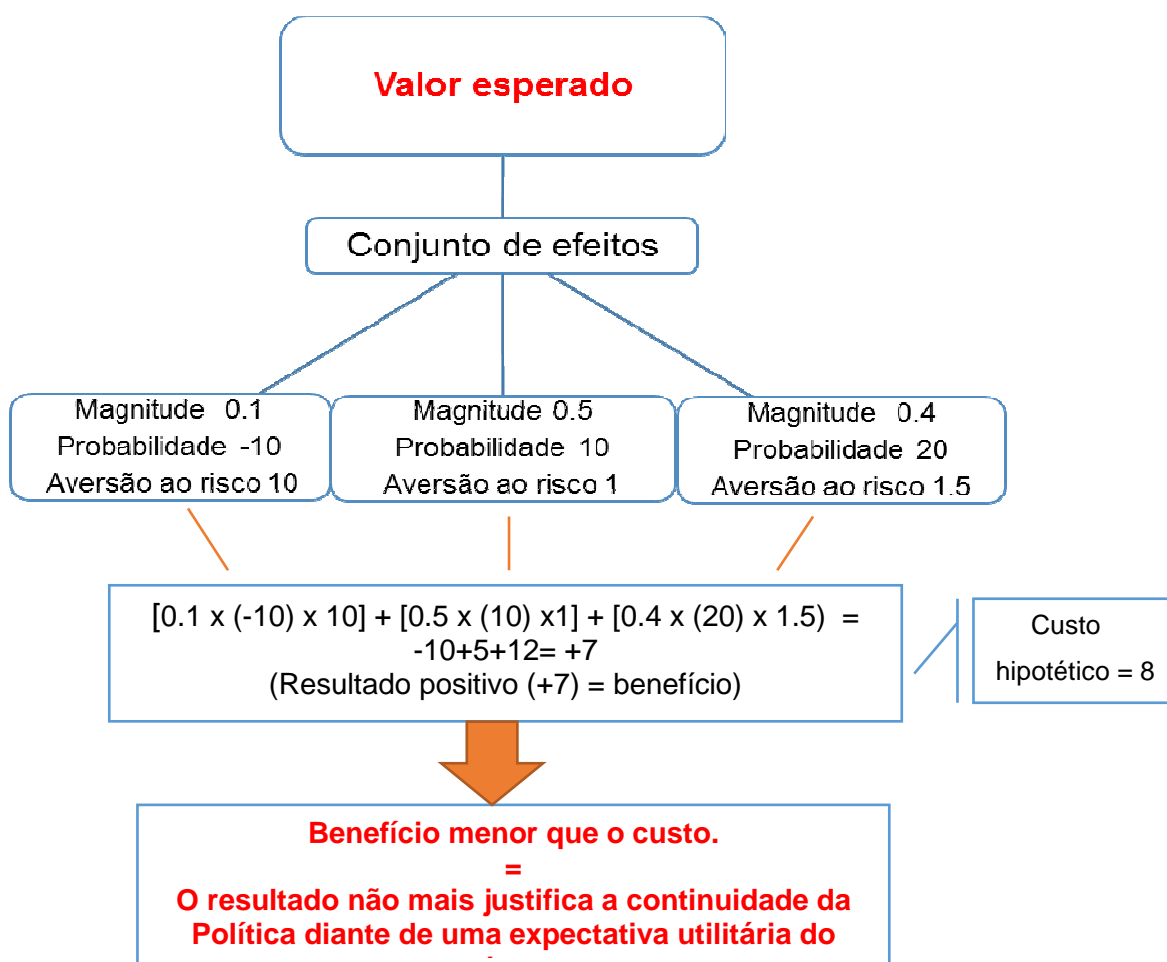 Valor esperado
Conjunto de efeitos
Magnitude 0.1
Probabilidade -10
Aversão ao risco 10
Magnitude 0.5
Probabilidade 10
Aversão ao risco 1
Magnitude 0.4
Probabilidade 20
Aversão ao risco 1.5
[0.1 x (-10) x 10] + [0.5 x (10) x1] + [0.4 x (20) x 1.5) =
-10+5+12= +7
(Resultado positivo (+7) = benefício)
Custo
hipotético = 8
Benefício menor que o custo.
=
O resultado não mais justifica a continuidade da
Política diante de uma expectativa utilitária do